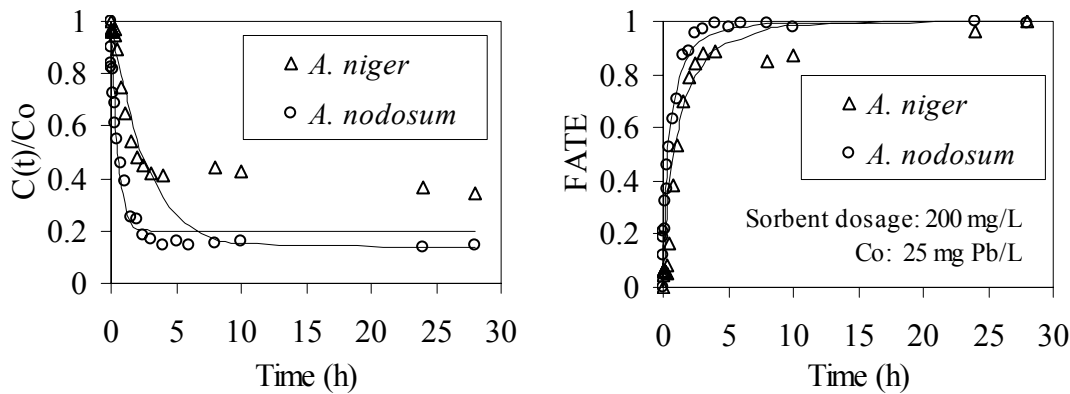 C(t)/Co
1
0.8
0.6
0.4
0.2
0
A. niger
A. nodosum
0 5 10 15 20 25 30
Time (h)
FATE
1
0.8
0.6
0.4
0.2
0
A. niger
A. nodosum
Sorbent dosage: 200 mg/L
Co: 25 mg Pb/L
0 5 10 15 20 25 30
Time (h)